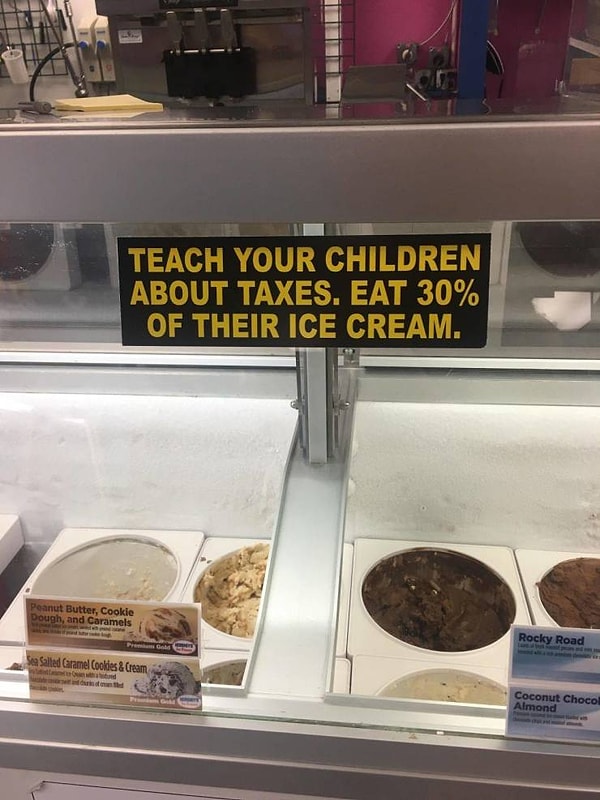 TEACH YOUR CHILDREN
ABOUT TAXES. EAT 30%
OF THEIR ICE CREAM.
Peanut Butter, Cookie
Dough, and Caramels
Premium Gold
Sea Salted Caramel Cookies & Cream
Premium Gold
Rocky Road
Coconut Chocol
Almond